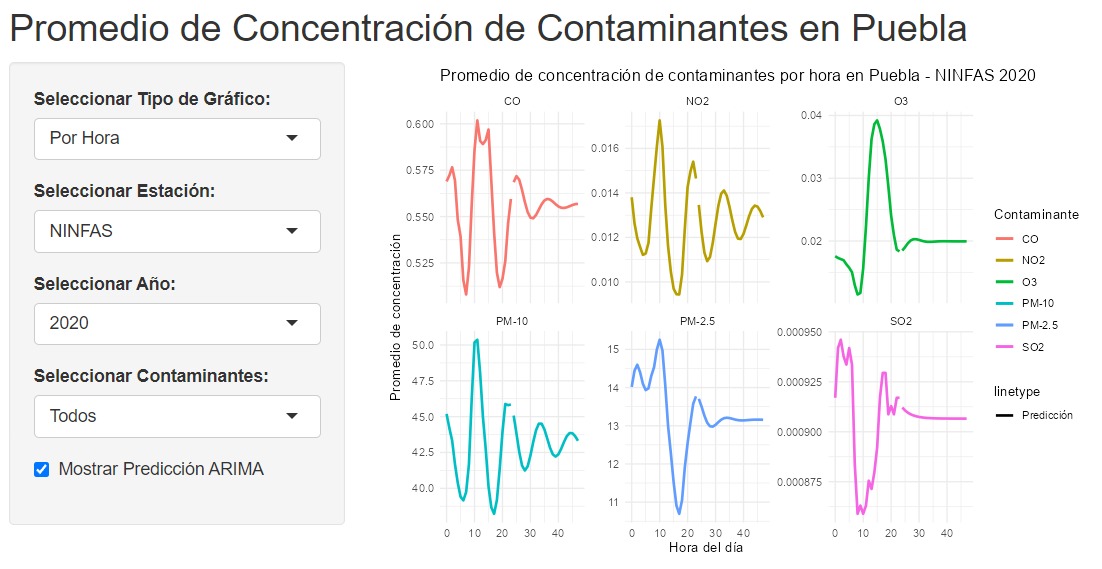 Promedio de Concentración de Contaminantes en Puebla
Seleccionar Tipo de Gráfico:
Por Hora
Seleccionar Estación:
NINFAS
Seleccionar Año:
2020
Seleccionar Contaminantes:
Todos
Mostrar Predicción ARIMA
Promedio de concentración de contaminantes por hora en Puebla - NINFAS 2020
Promedio de concentración
CO
0.600
0.575
0.550
0.525
NO2
0.016
0.014
0.012
0.010
O3
0.04
0.03
0.02
PM-10
50.0
47.5
45.0
42.5
40.0
0 10 20 30 40
PM-2.5
15
14
13
12
11
0 10 20 30 40
SO2
0.000950
0.000925
0.000900
0.000875
0 10 20 30 40
Hora del día
Contaminante
CO
NO2
O3
PM-10
PM-2.5
SO2
linetype
Predicción